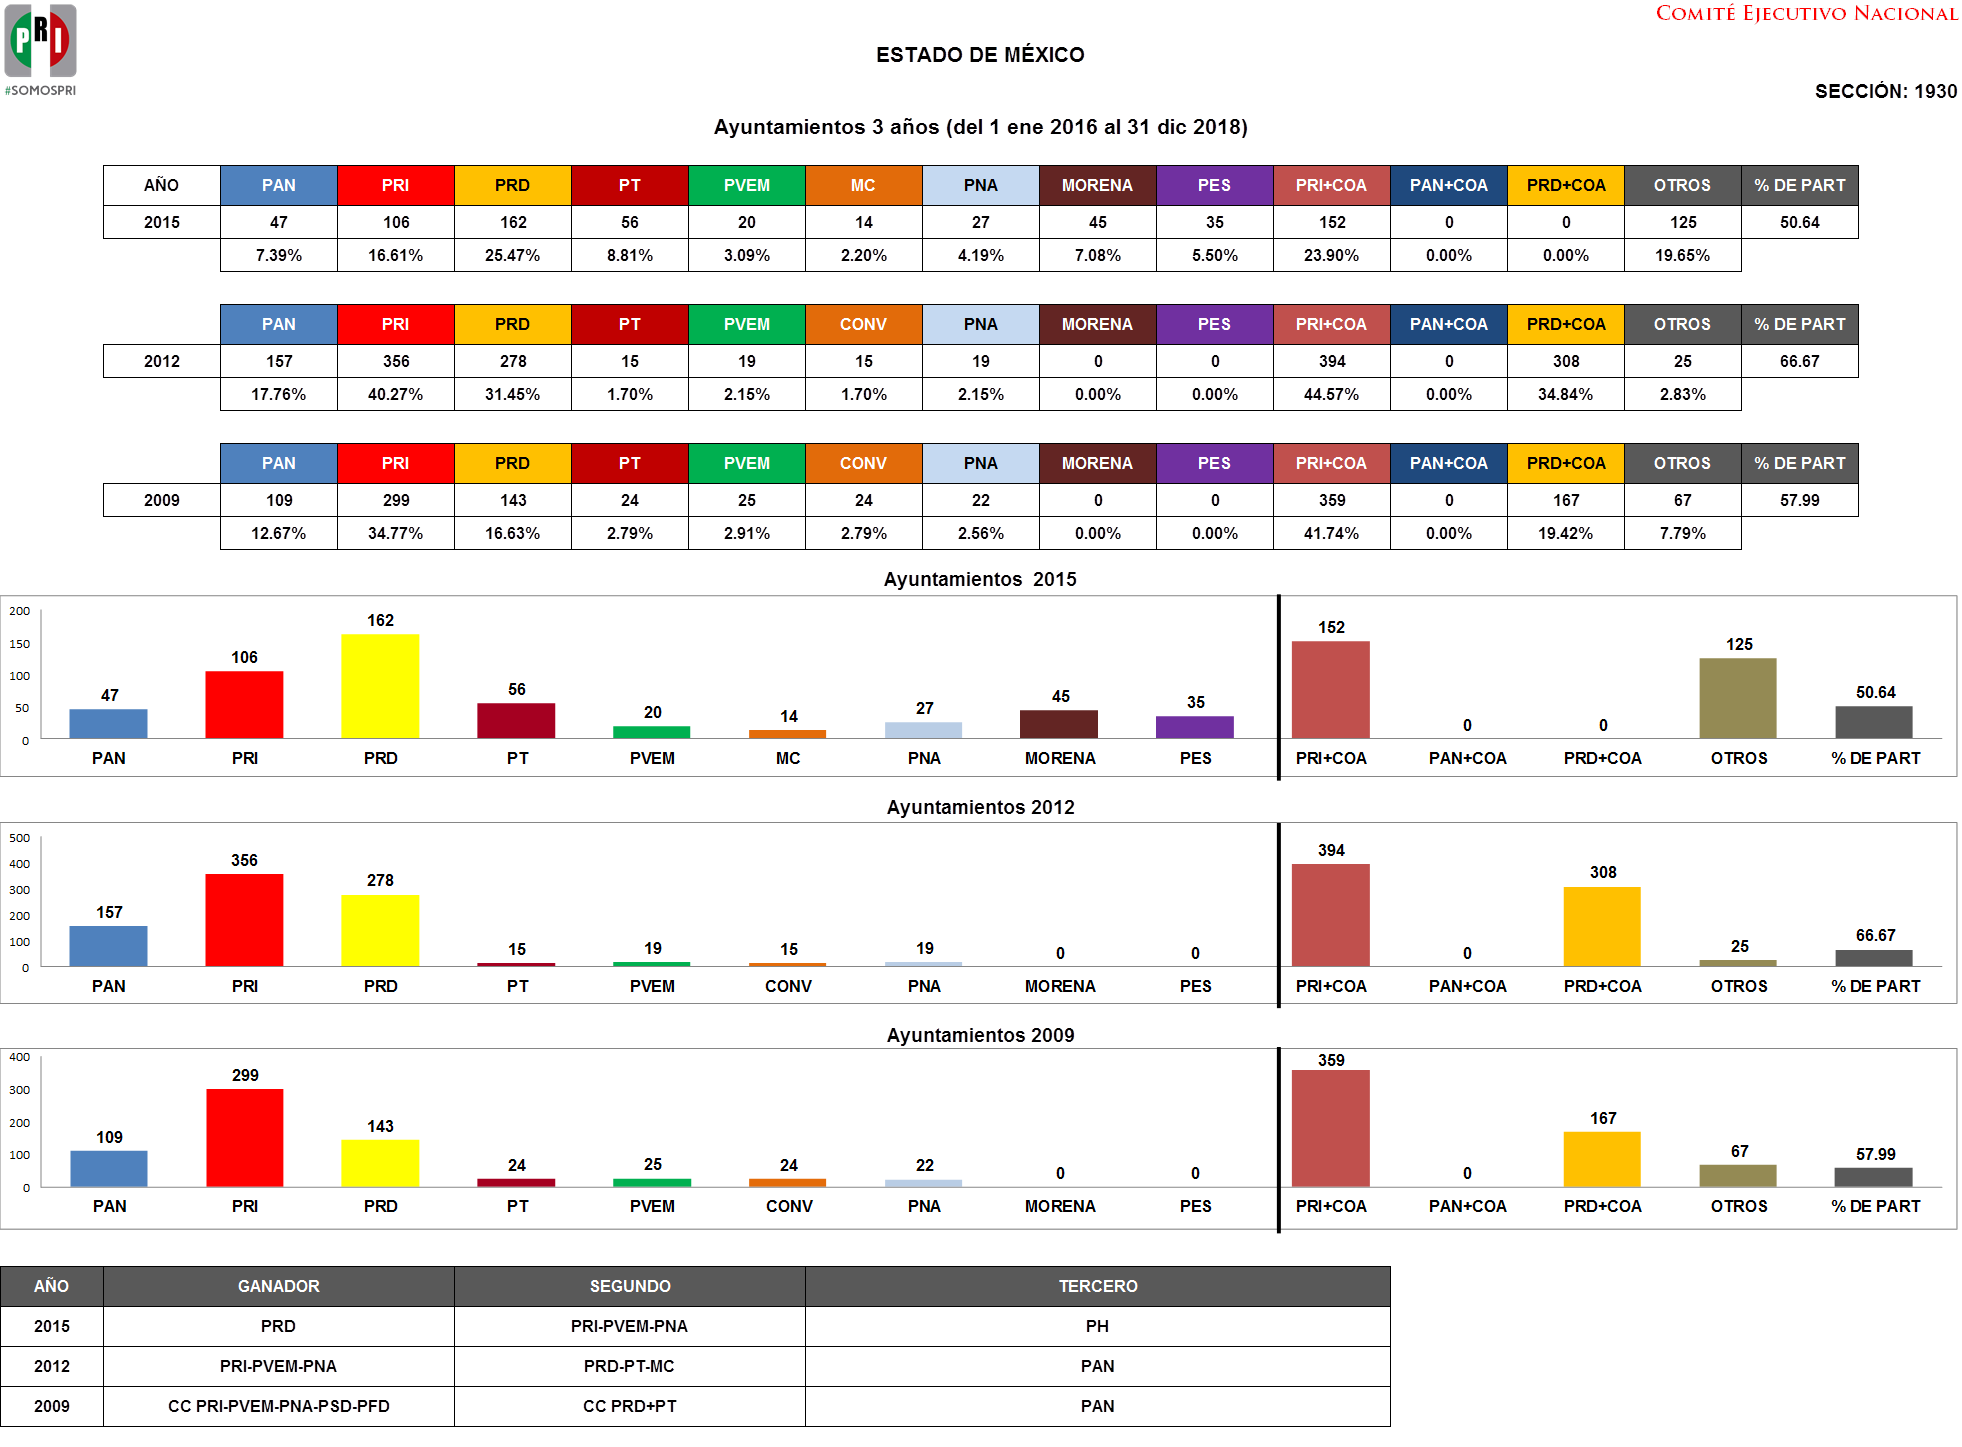 PRI
#SOMOSPRI
COMITÉ EJECUTIVO NACIONAL
ESTADO DE MÉXICO
SECCIÓN: 1930
Ayuntamientos 3 años (del 1 ene 2016 al 31 dic 2018)
AÑO PAN PRI PRD PT PVEM MC PNA MORENA PES PRI+COA PAN+COA PRD+COA OTROS % DE PART
2015 47 106 162 56 20 14 27 45 35 152 0 0 125 50.64
7.39% 16.61% 25.47% 8.81% 3.09% 2.20% 4.19% 7.08% 5.50% 23.90% 0.00% 0.00% 19.65%
PAN PRI PRD PT PVEM CONV PNA MORENA PES PRI+COA PAN+COA PRD+COA OTROS % DE PART
2012 157 356 278 15 19 15 19 0 0 394 0 308 25 66.67
17.76% 40.27% 31.45% 1.70% 2.15% 1.70% 2.15% 0.00% 0.00% 44.57% 0.00% 34.84% 2.83%
PAN PRI PRD PT PVEM CONV PNA MORENA PES PRI+COA PAN+COA PRD+COA OTROS % DE PART
2009 109 299 143 24 25 24 22 0 0 359 0 167 67 57.99
12.67% 34.77% 16.63% 2.79% 2.91% 2.79% 2.56% 0.00% 0.00% 41.74% 0.00% 19.42% 7.79%
Ayuntamientos 2015
200
150
100
50
0
47 106 162 56 20 14 27 45 35 152 0 0 125 50.64
PAN PRI PRD PT PVEM MC PNA MORENA PES PRI+COA PAN+COA PRD+COA OTROS % DE PART
Ayuntamientos 2012
500
400
300
200
100
0
157 356 278 15 19 15 19 0 0 394 0 308 25 66.67
PAN PRI PRD PT PVEM CONV PNA MORENA PES PRI+COA PAN+COA PRD+COA OTROS % DE PART
Ayuntamientos 2009
400
300
200
100
0
109 299 143 24 25 24 22 0 0 359 0 167 67 57.99
PAN PRI PRD PT PVEM CONV PNA MORENA PES PRI+COA PAN+COA PRD+COA OTROS % DE PART
AÑO GANADOR SEGUNDO TERCERO
2015 PRD PRI-PVEM-PNA PH
2012 PRI-PVEM-PNA PRD-PT-MC PAN
2009 CC PRI-PVEM-PNA-PSD-PFD CC PRD+PT PAN